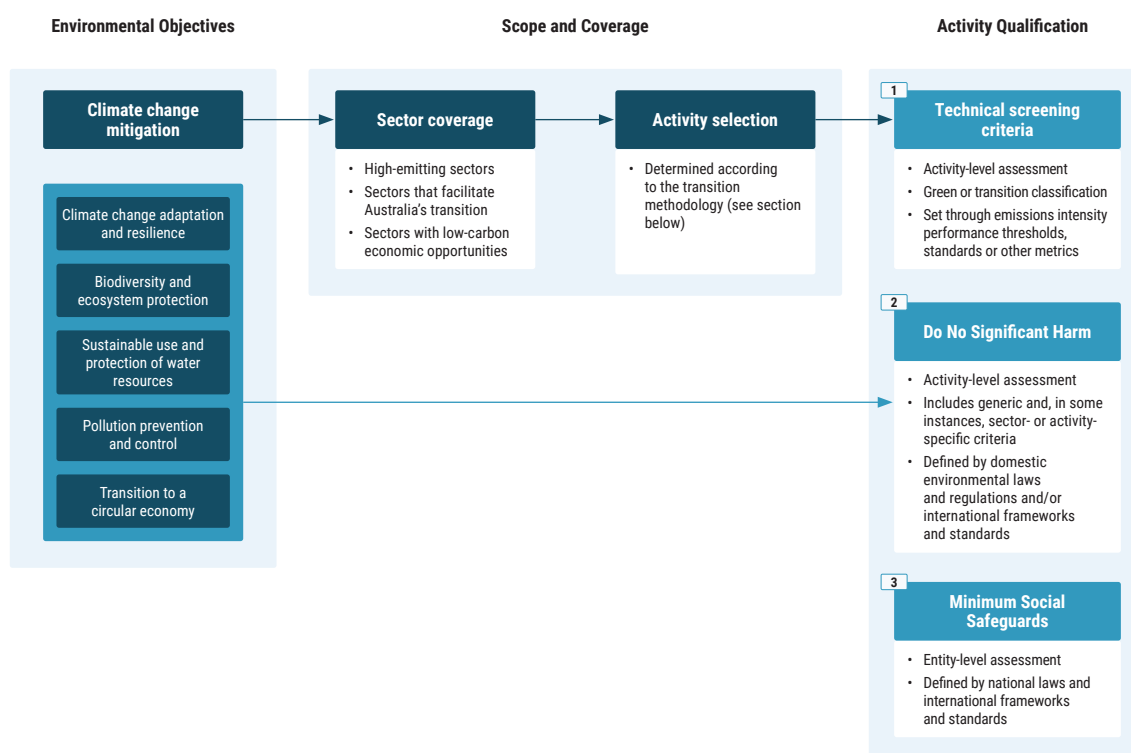 Environmental Objectives
Scope and Coverage
Activity Qualification
Climate change
mitigation
Climate change adaptation
and resilience
Biodiversity and
ecosystem protection
Sustainable use and
protection of water
resources
Pollution prevention
and control
Transition to a
circular economy
Sector coverage
• High-emitting sectors
• Sectors that facilitate
Australia's transition
• Sectors with low-carbon
economic opportunities
Activity selection
• Determined according
to the transition
methodology (see section
below)
1
Technical screening
criteria
• Activity-level assessment
• Green or transition classification
• Set through emissions intensity
performance thresholds,
standards or other metrics
2
Do No Significant Harm
• Activity-level assessment
• Includes generic and, in some
instances, sector- or activity-
specific criteria
• Defined by domestic
environmental laws
and regulations and/or
international frameworks
and standards
3
Minimum Social
Safeguards
• Entity-level assessment
• Defined by national laws and
international frameworks
and standards